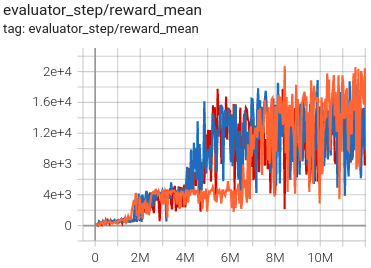 evaluator_step/reward_mean
tag: evaluator_step/reward_mean
2e+4
1.6e+4
1.2e+4
8e+3
4e+3
0
0 2M 4M 6M 8M 10M